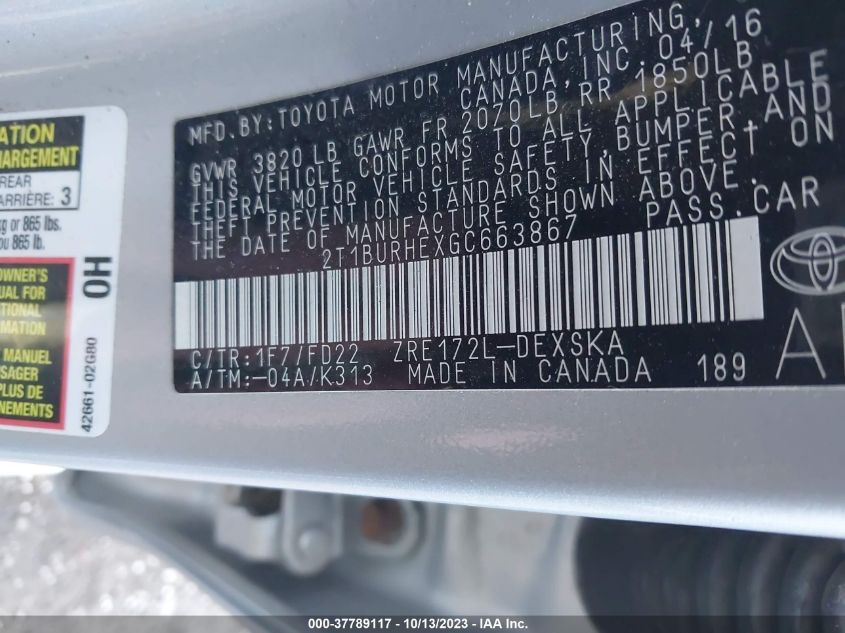 ATION
HARGEMENT
REAR
ARRIÈRE: 3
kg or 865 lbs.
ou 865 lb.
OWNER'S
UAL FOR
TIONAL
RMATION
MANUEL
SAGER
PLUS DE
NEMENTS
OH
42661-02G80
MFD. BY: TOYOTA MOTOR MANUFACTURING,
CANADA, INC. 04/16
GVWR 3820 LB GAWR FR 2070LB RR 1850LB
THIS VEHICLE CONFORMS TO ALL APPLICABLE
FEDERAL MOTOR VEHICLE SAFETY, BUMPER, AND
THEFT PREVENTION STANDARDS IN EFFECT ON
THE DATE OF MANUFACTURE SHOWN ABOVE.
2T1BURHEXGC663867 PASS. CAR
C/TR: 1F7/FD22 ZRE172L-DEXSKA
A/TM: -04A/K313 MADE IN CANADA 189
000-37789117 - 10/13/2023 - IAA Inc.